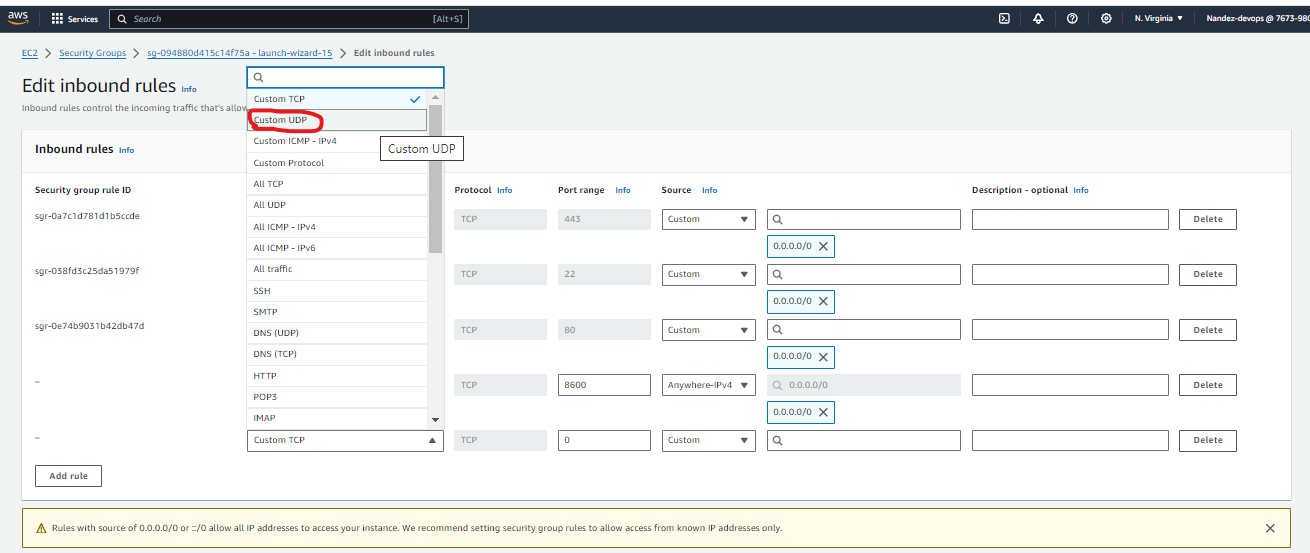 aws Services Search [Alt+S] N. Virginia Nandez-devops @ 7673-980
EC2 Security Groups sg-094880d415c14f75a - launch-wizard-15 Edit inbound rules
Edit inbound rules Info
Inbound rules control the incoming traffic that's allow
Custom TCP
Custom UDP
Custom UDP
Custom ICMP - IPv4
Custom Protocol
All TCP
All UDP
All ICMP - IPv4
All ICMP - IPv6
All traffic
SSH
SMTP
DNS (UDP)
DNS (TCP)
HTTP
POP3
IMAP
Inbound rules Info
Security group rule ID Protocol Info Port range Info Source Info Description - optional Info
sgr-0a7c1d781d1b5ccde TCP 443 Custom Delete
0.0.0.0/0
sgr-038fd3c25da51979f TCP 22 Custom Delete
0.0.0.0/0
sgr-0e74b9031b42db47d TCP 80 Custom Delete
0.0.0.0/0
– TCP 8600 Anywhere-IPv4 0.0.0.0/0 Delete
0.0.0.0/0
– Custom TCP TCP 0 Custom Delete
Add rule
Rules with source of 0.0.0.0/0 or ::/0 allow all IP addresses to access your instance. We recommend setting security group rules to allow access from known IP addresses only.